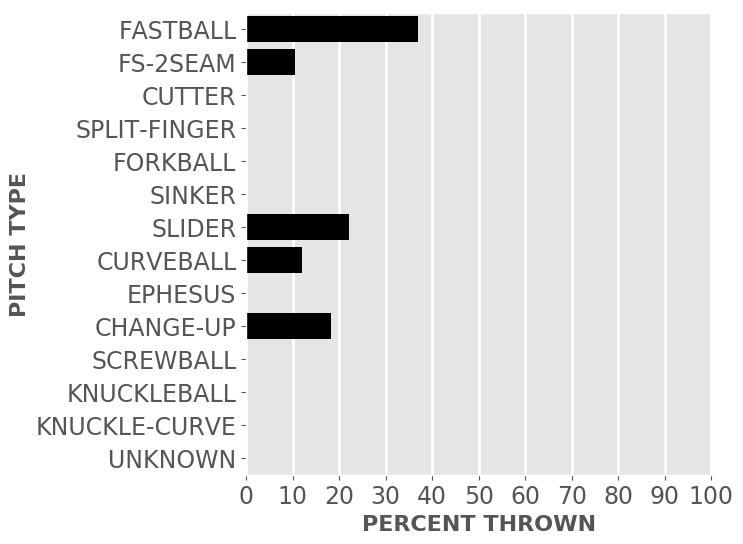 FASTBALL
FS-2SEAM
CUTTER
SPLIT-FINGER
FORKBALL
SINKER
SLIDER
CURVEBALL
EPHESUS
CHANGE-UP
SCREWBALL
KNUCKLEBALL
KNUCKLE-CURVE
UNKNOWN
PITCH TYPE
0 10 20 30 40 50 60 70 80 90 100
PERCENT THROWN